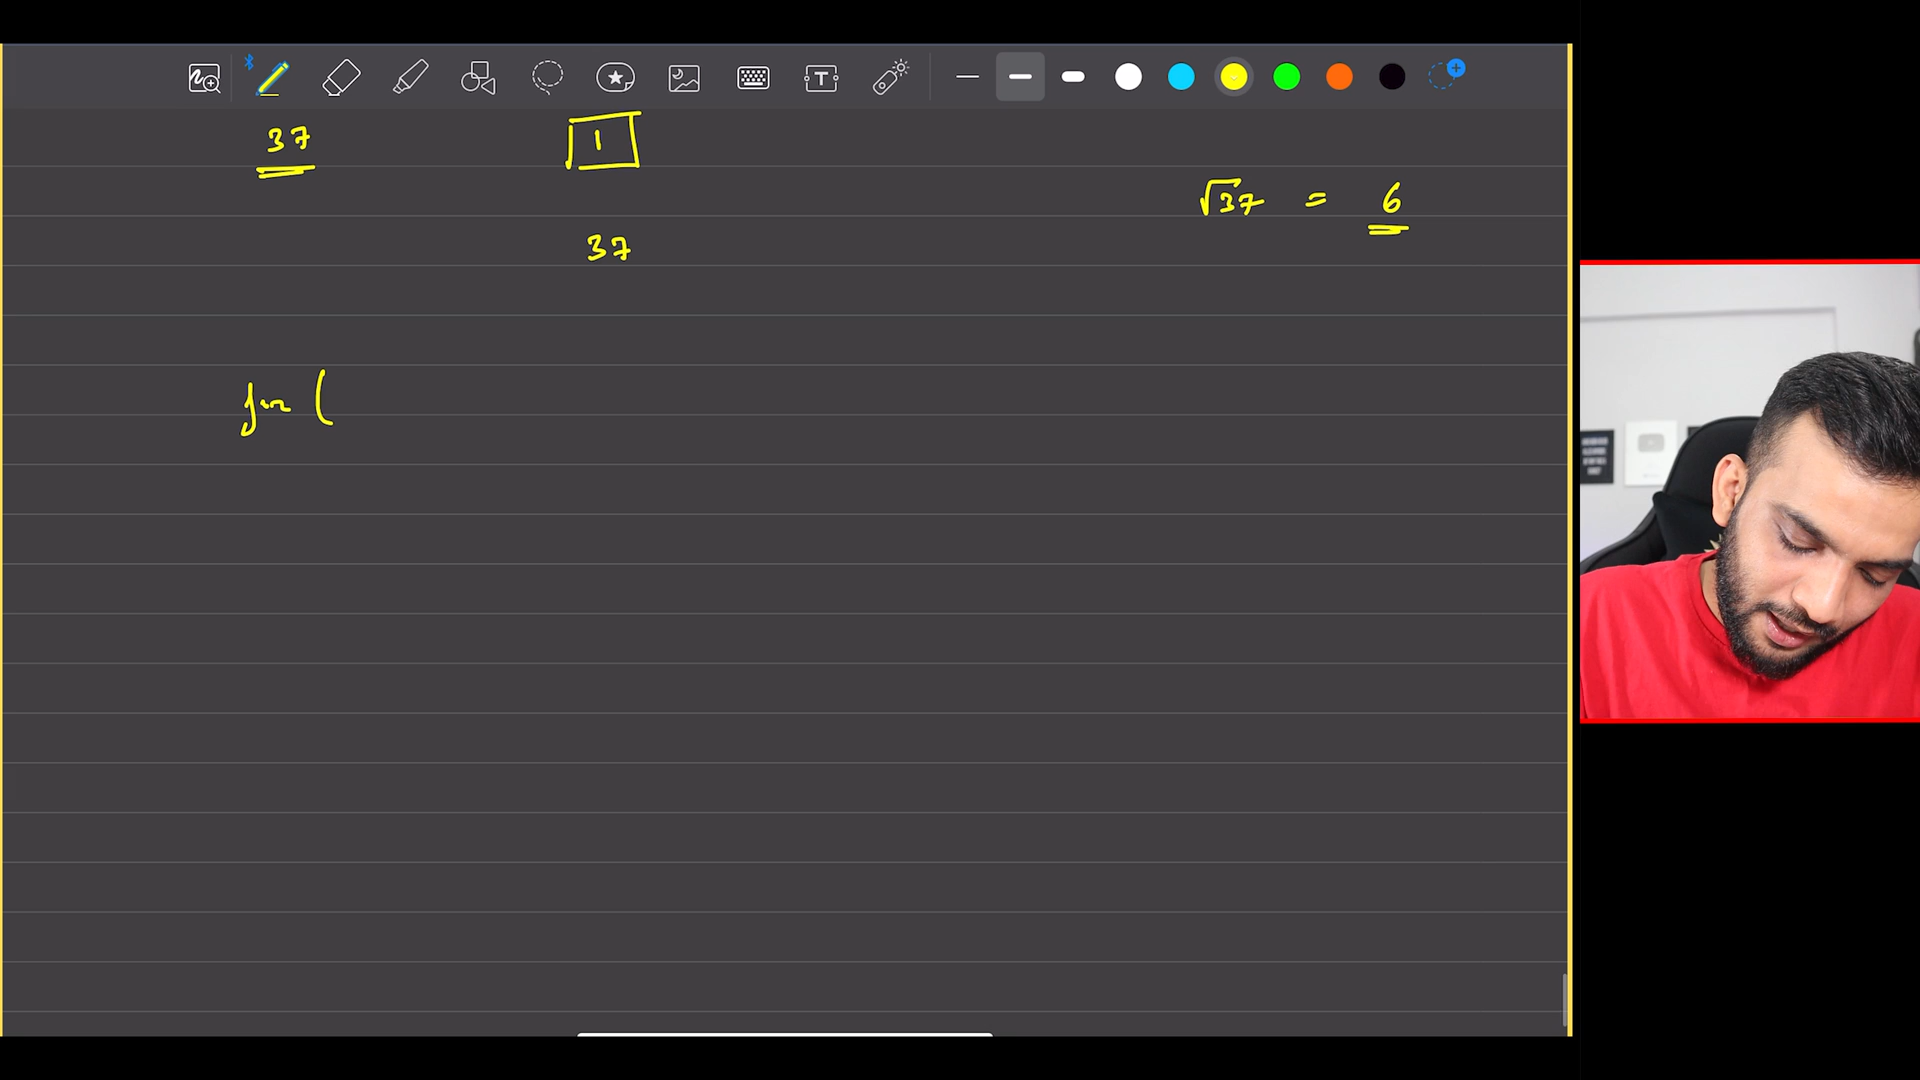 37 1
√37 = 6
37
for (